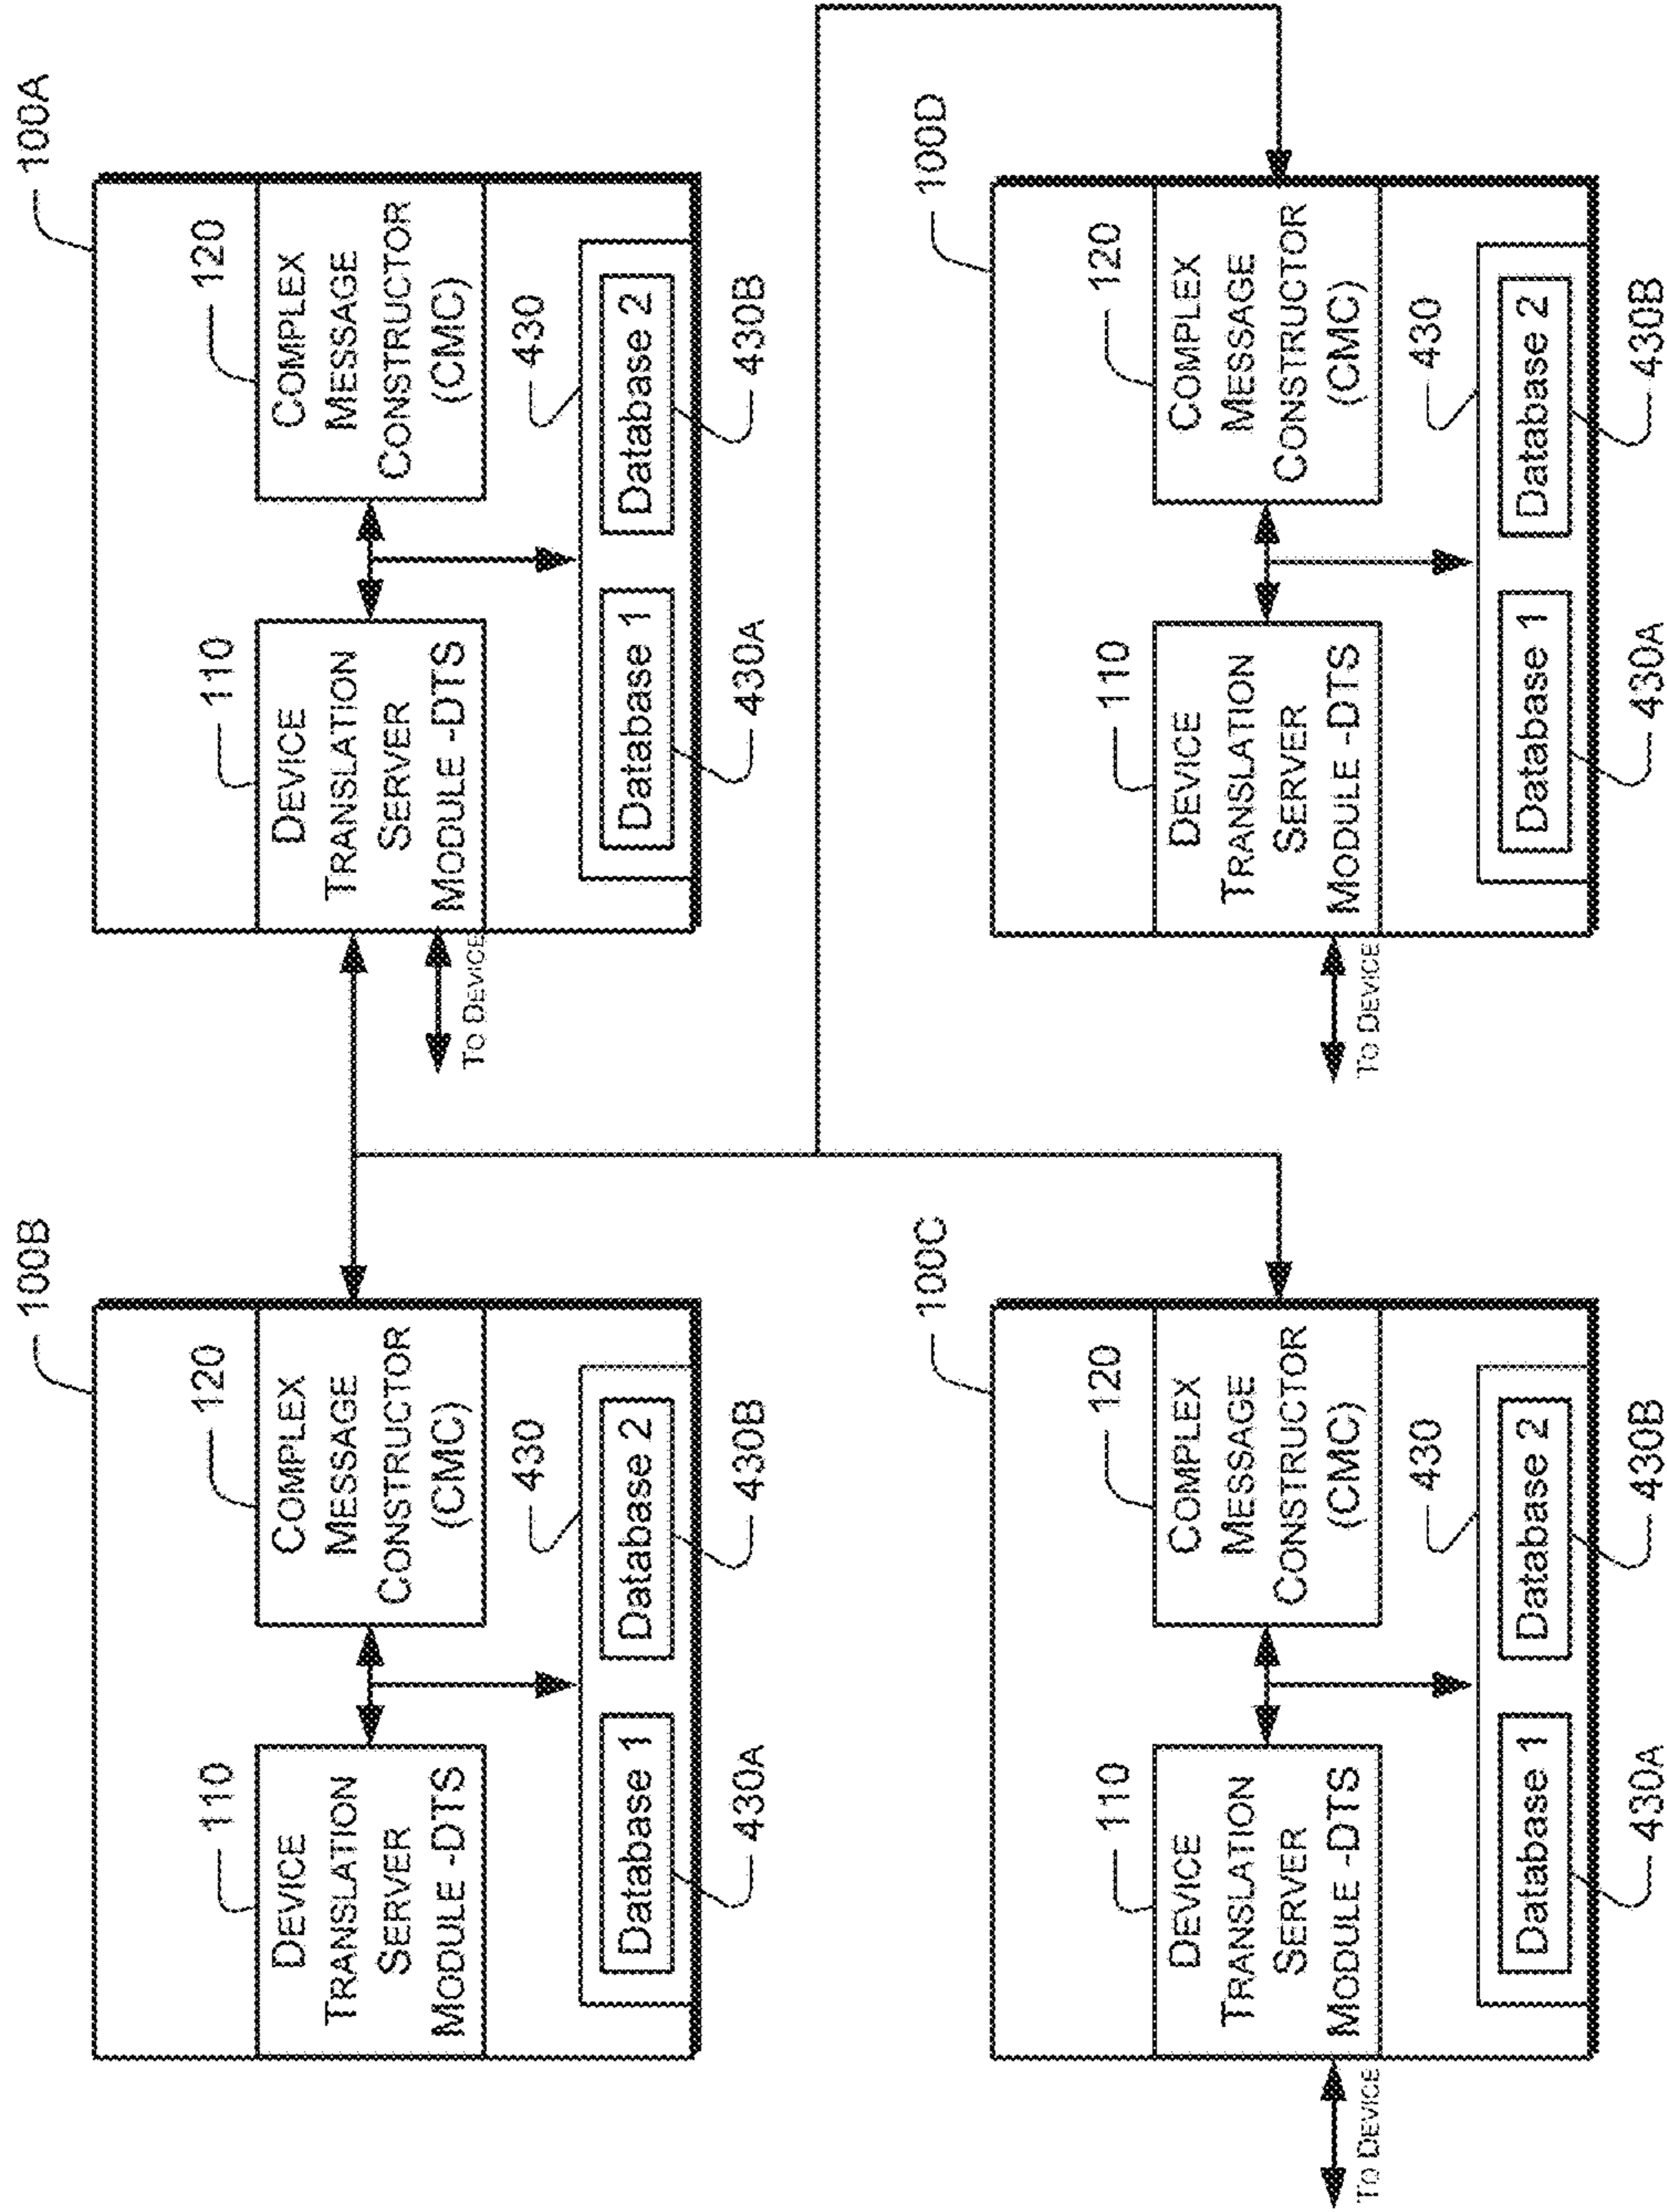 100B
110
DEVICE
TRANSLATION
SERVER
MODULE -DTS
120
COMPLEX
MESSAGE
CONSTRUCTOR
(CMC)
430
Database 1
Database 2
430A
430B
100A
110
DEVICE
TRANSLATION
SERVER
MODULE -DTS
TO DEVICE
120
COMPLEX
MESSAGE
CONSTRUCTOR
(CMC)
430
Database 1
Database 2
430A
430B
100C
110
DEVICE
TRANSLATION
SERVER
MODULE -DTS
TO DEVICE
120
COMPLEX
MESSAGE
CONSTRUCTOR
(CMC)
430
Database 1
Database 2
430A
430B
100D
110
DEVICE
TRANSLATION
SERVER
MODULE -DTS
TO DEVICE
120
COMPLEX
MESSAGE
CONSTRUCTOR
(CMC)
430
Database 1
Database 2
430A
430B